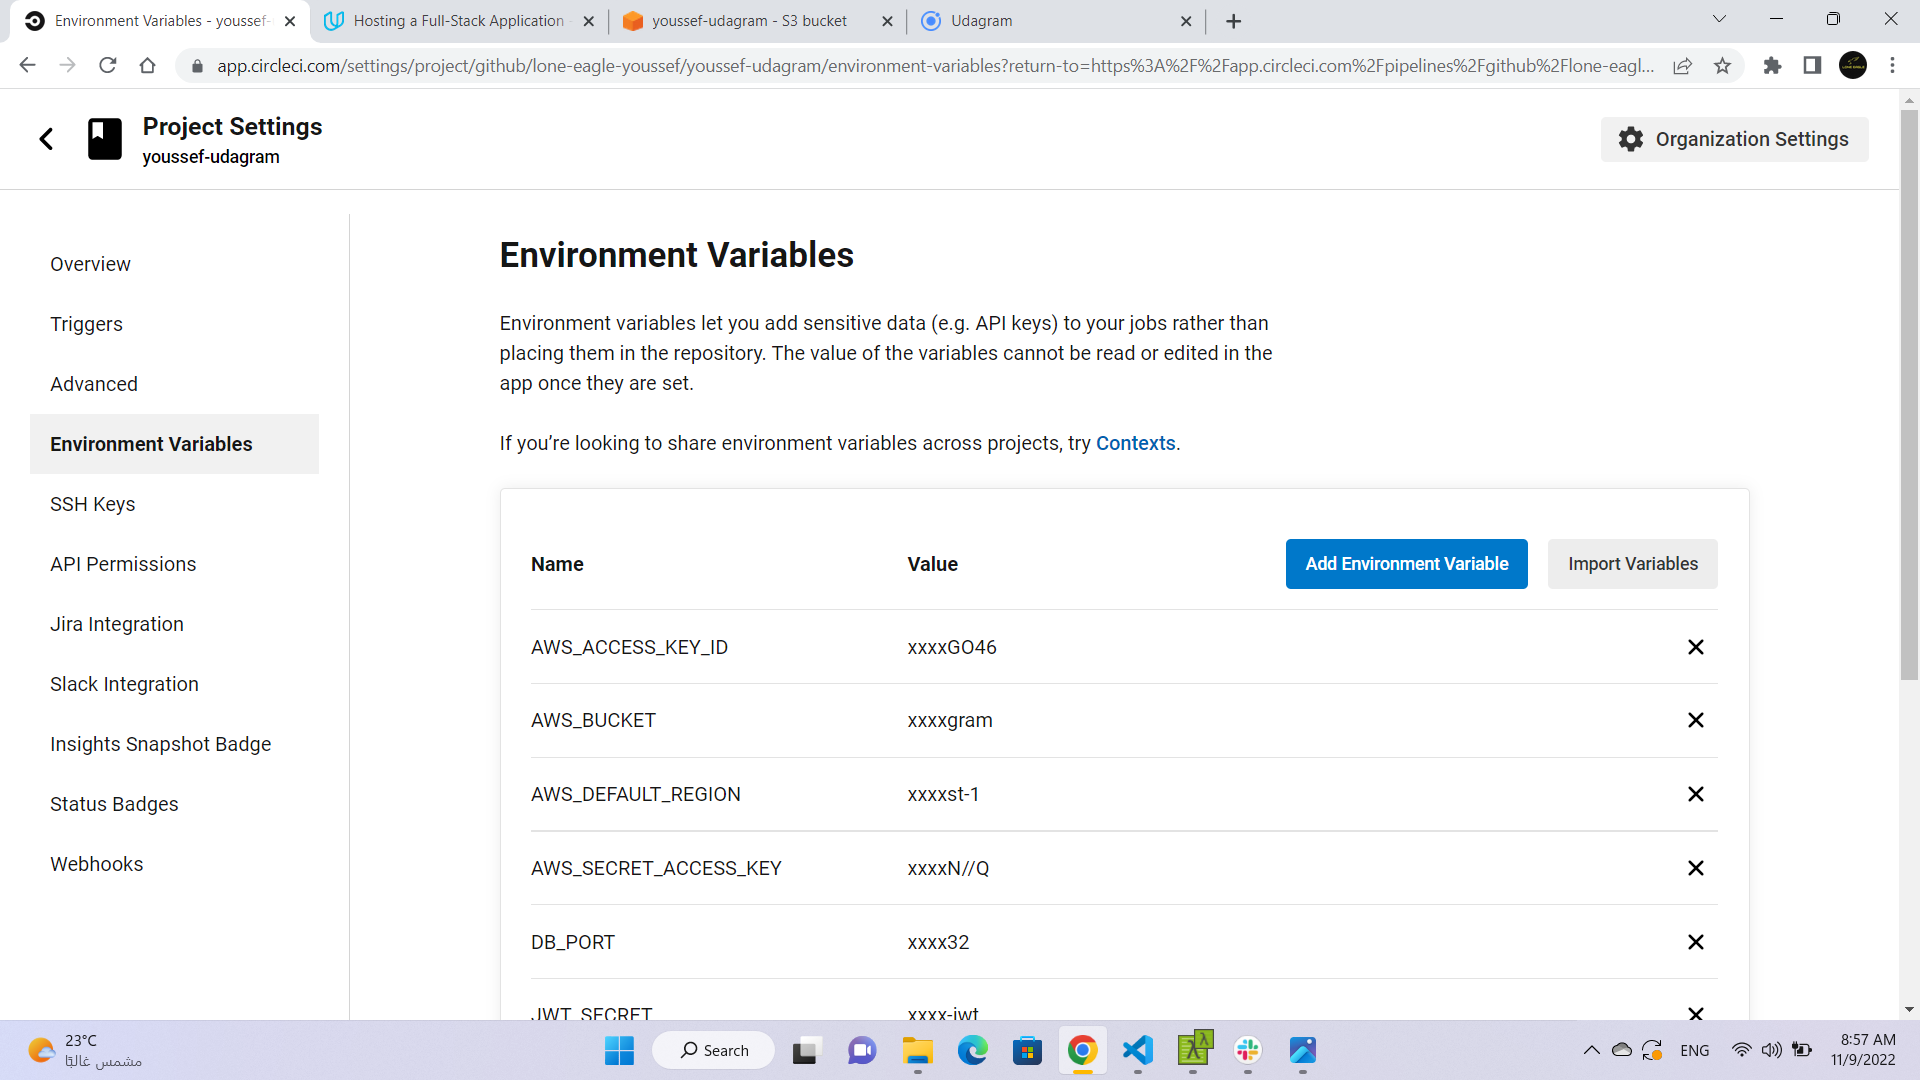 Environment Variables - youssef-
Hosting a Full-Stack Application
youssef-udagram - S3 bucket
Udagram
app.circleci.com/settings/project/github/lone-eagle-youssef/youssef-udagram/environment-variables?return-to=https%3A%2F%2Fapp.circleci.com%2Fpipelines%2Fgithub%2Flone-eagl...
Project Settings
youssef-udagram
Organization Settings
Overview
Triggers
Advanced
Environment Variables
SSH Keys
API Permissions
Jira Integration
Slack Integration
Insights Snapshot Badge
Status Badges
Webhooks
Environment Variables
Environment variables let you add sensitive data (e.g. API keys) to your jobs rather than
placing them in the repository. The value of the variables cannot be read or edited in the
app once they are set.
If you’re looking to share environment variables across projects, try Contexts.
Name Value Add Environment Variable Import Variables
AWS_ACCESS_KEY_ID xxxxGO46
AWS_BUCKET xxxxgram
AWS_DEFAULT_REGION xxxxst-1
AWS_SECRET_ACCESS_KEY xxxxN//Q
DB_PORT xxxx32
JWT_SECRET xxxx-jwt
23°C
مشمس غالبًا
Search
ENG
8:57 AM
11/9/2022